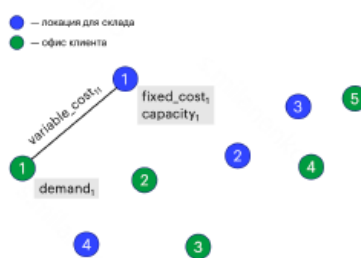 — локация для склада
— офис клиента
1
variable_cost₁₁
fixed_cost₁
capacity₁
3
5
1
demand₁
2
2
4
4
3